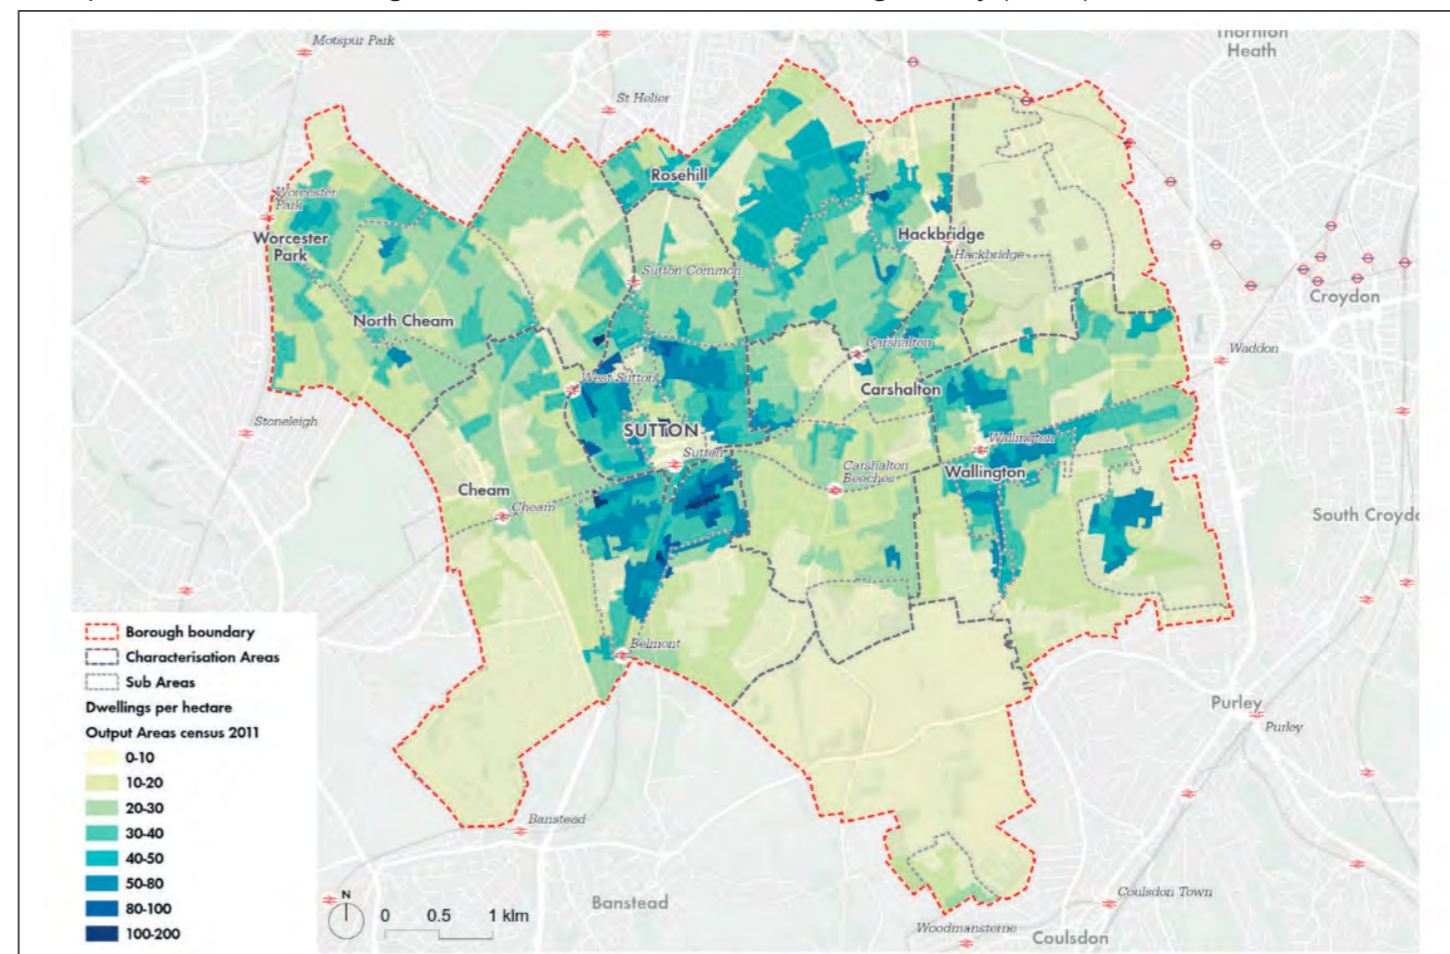 Motspur Park
Thornton
Heath
St Helier
Worcester
Park
Rosehill
Worcester
Park
Hackbridge
Hackbridge
Sutton Common
Croydon
North Cheam
Carshalton
Waddon
West Sutton
Carshalton
Stoneleigh
SUTTON
Sutton
Wallington
Wallington
Carshalton
Beeches
Cheam
Cheam
South Croydo
Borough boundary
Characterisation Areas
Sub Areas
Dwellings per hectare
Output Areas census 2011
0-10
10-20
20-30
30-40
40-50
50-80
80-100
100-200
Belmont
Purley
Purley
Banstead
Banstead
N
0 0.5 1 klm
Coulsdon Town
Woodmansterne
Coulsdon